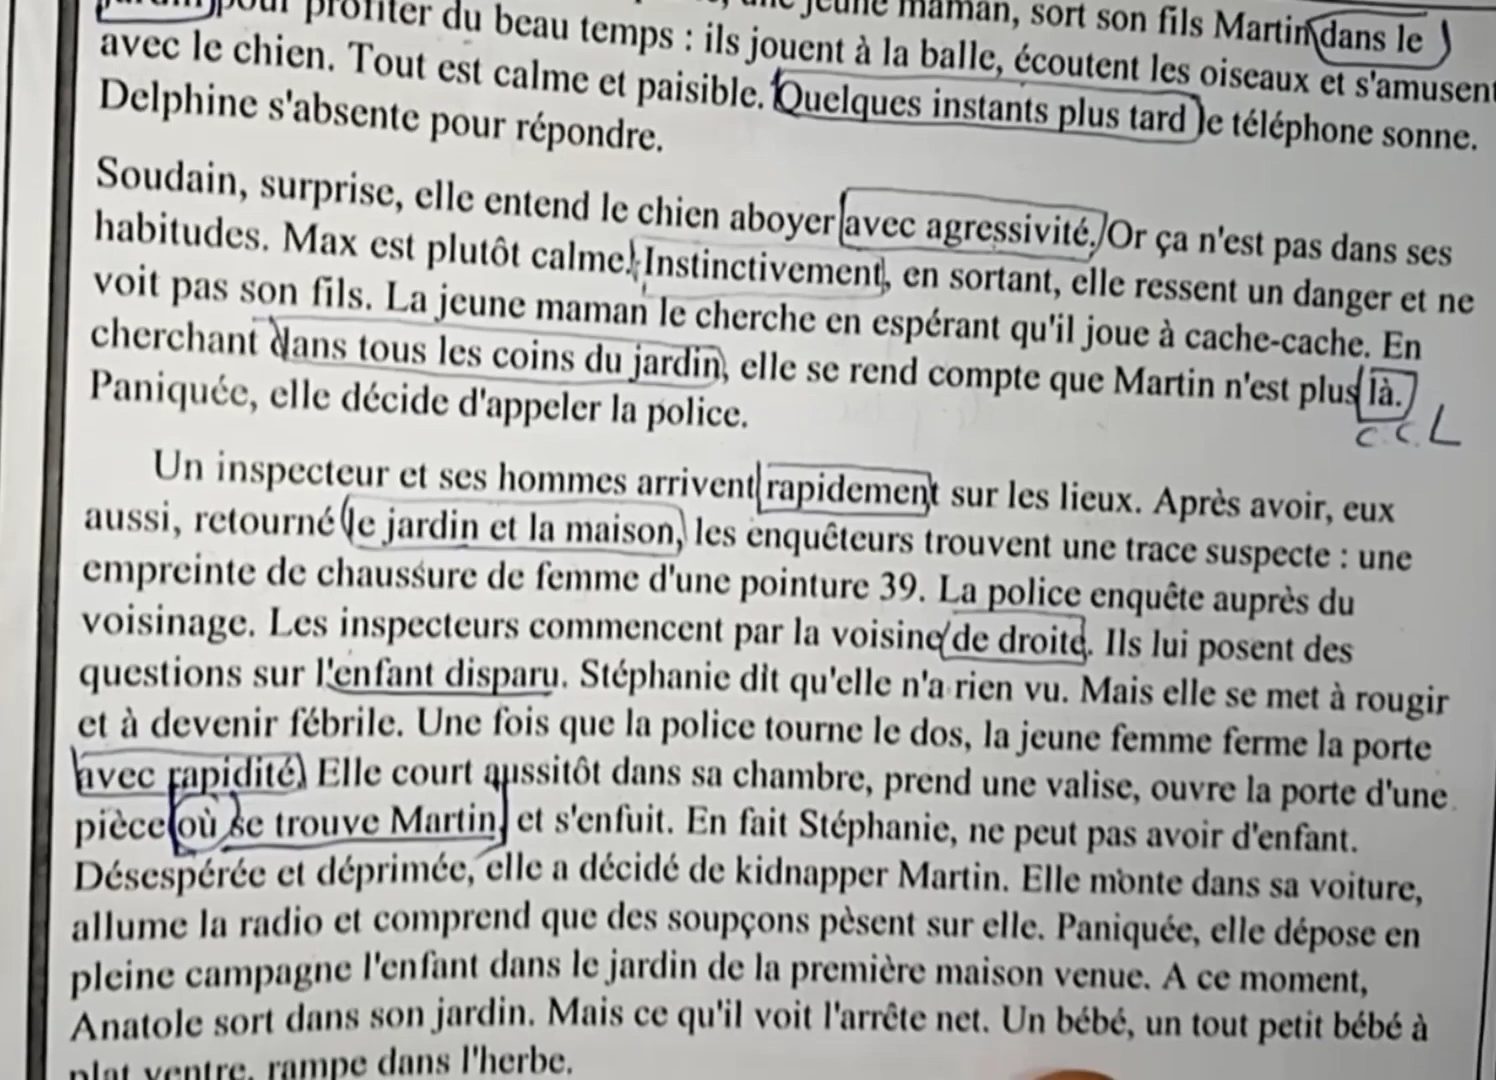 pour profiter du beau temps : ils jouent à la balle, écoutent les oiseaux et s'amusent
jeune maman, sort son fils Martin dans le
avec le chien. Tout est calme et paisible. Quelques instants plus tard le téléphone sonne.
Delphine s'absente pour répondre.
Soudain, surprise, elle entend le chien aboyer avec agressivité. Or ça n'est pas dans ses
habitudes. Max est plutôt calme. Instinctivement, en sortant, elle ressent un danger et ne
voit pas son fils. La jeune maman le cherche en espérant qu'il joue à cache-cache. En
cherchant dans tous les coins du jardin, elle se rend compte que Martin n'est plus là.
C.C.L
Paniquée, elle décide d'appeler la police.
Un inspecteur et ses hommes arrivent rapidement sur les lieux. Après avoir, eux
aussi, retourné le jardin et la maison, les enquêteurs trouvent une trace suspecte : une
empreinte de chaussure de femme d'une pointure 39. La police enquête auprès du
voisinage. Les inspecteurs commencent par la voisine de droite. Ils lui posent des
questions sur l'enfant disparu. Stéphanie dit qu'elle n'a rien vu. Mais elle se met à rougir
et à devenir fébrile. Une fois que la police tourne le dos, la jeune femme ferme la porte
avec rapidité. Elle court aussitôt dans sa chambre, prend une valise, ouvre la porte d'une
pièce où se trouve Martin, et s'enfuit. En fait Stéphanie, ne peut pas avoir d'enfant.
Désespérée et déprimée, elle a décidé de kidnapper Martin. Elle monte dans sa voiture,
allume la radio et comprend que des soupçons pèsent sur elle. Paniquée, elle dépose en
pleine campagne l'enfant dans le jardin de la première maison venue. A ce moment,
Anatole sort dans son jardin. Mais ce qu'il voit l'arrête net. Un bébé, un tout petit bébé à
plat ventre, rampe dans l'herbe.